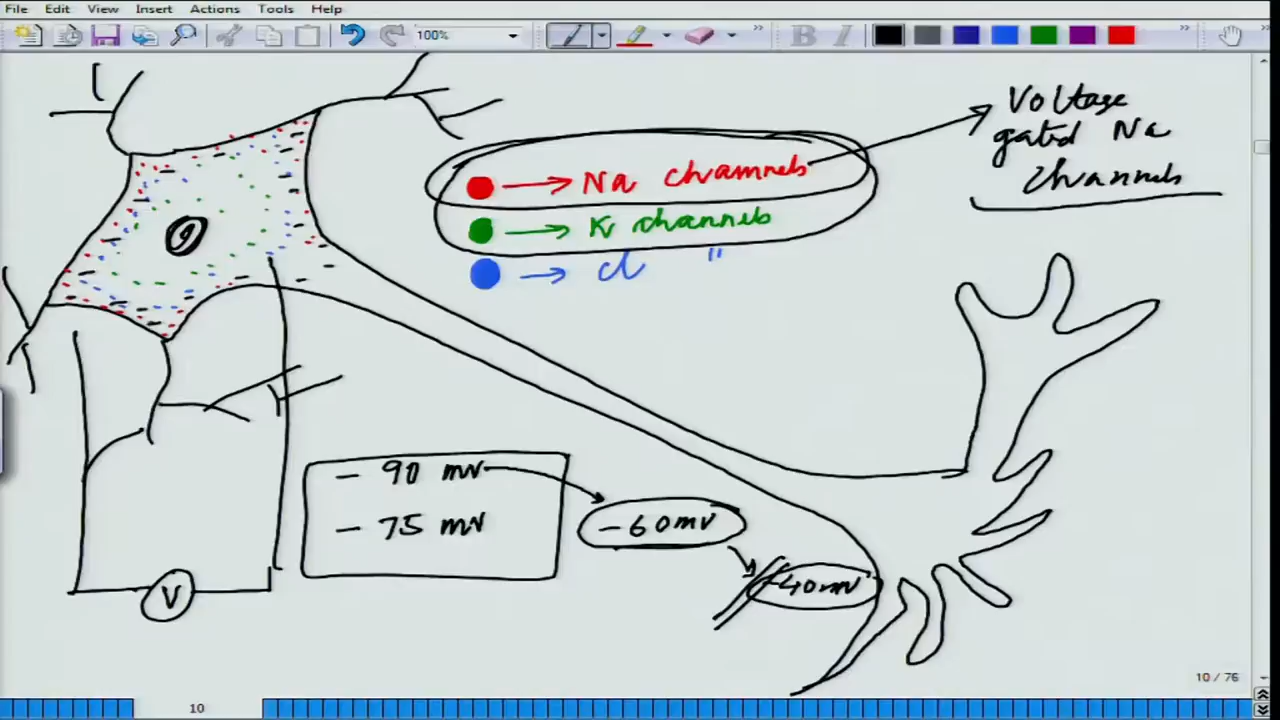 File Edit View Insert Actions Tools Help
100%
B I
Voltage
gated Na
channels
Na channels
K channels
cl "
- 90 mV
- 75 mV
-60mV
-40mV
V
10 / 76
10